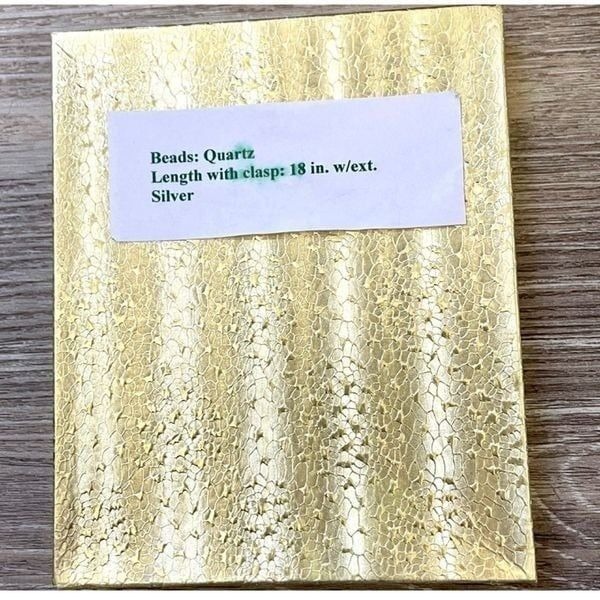 Beads: Quartz
Length with clasp: 18 in. w/ext.
Silver